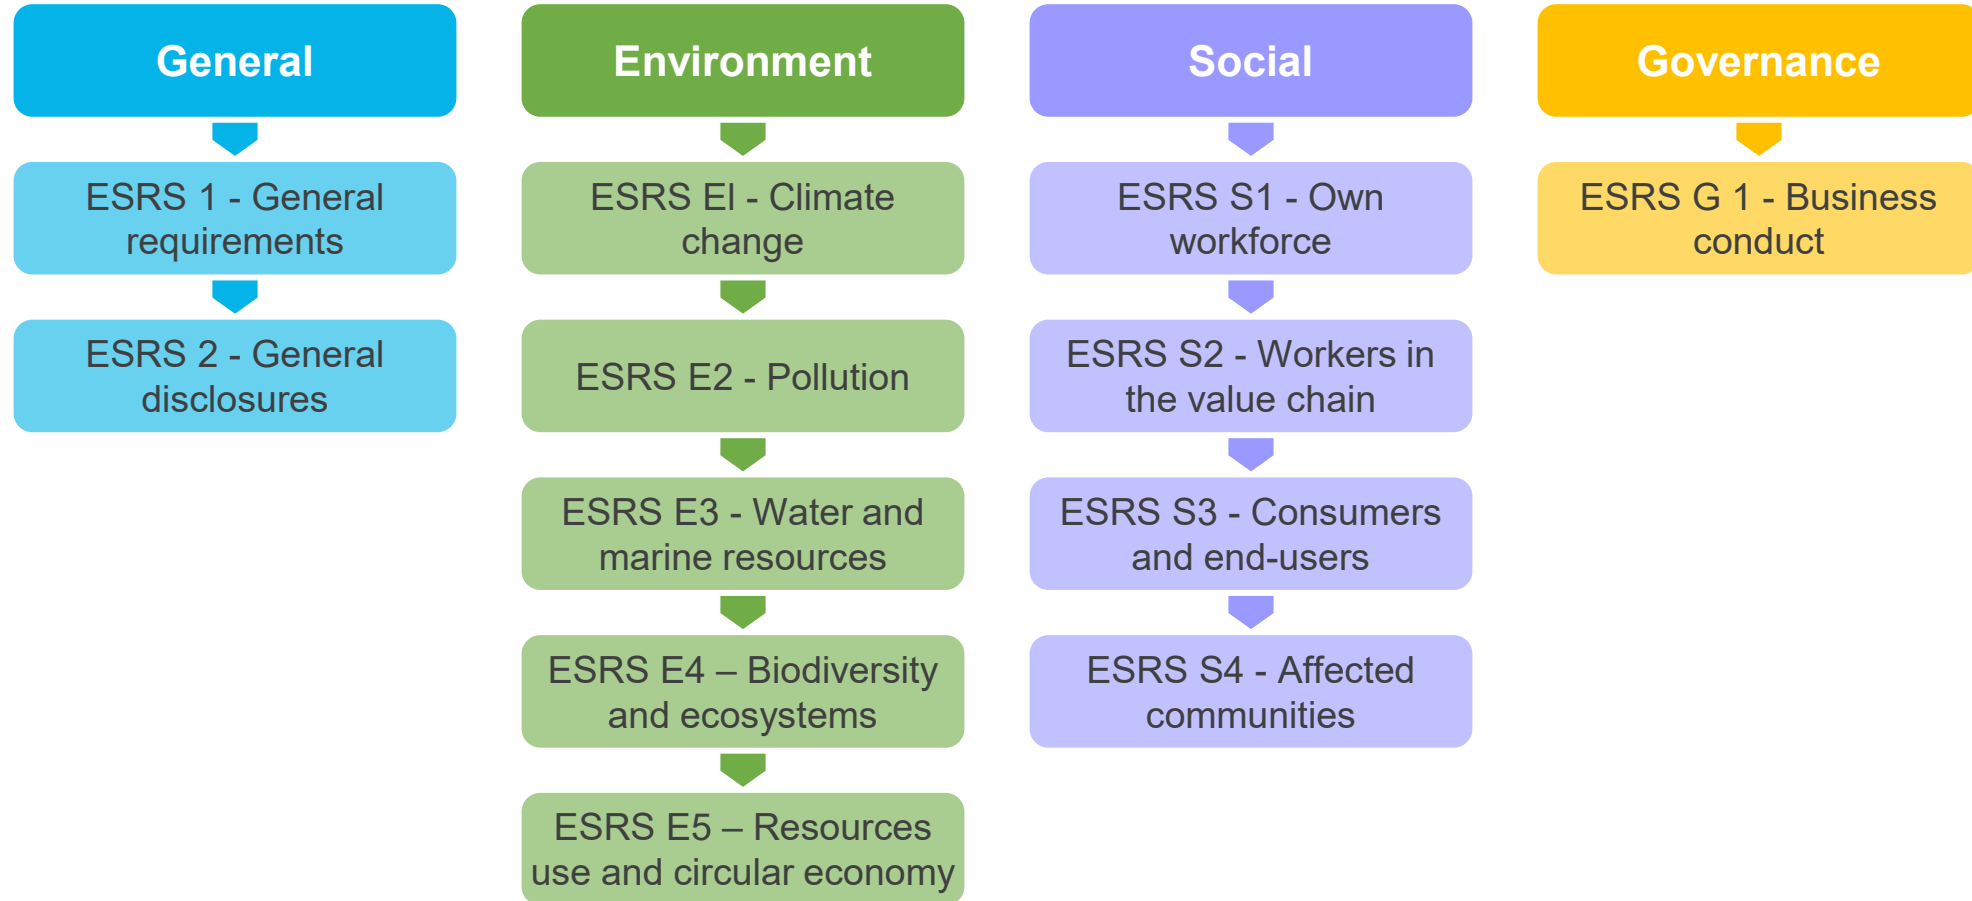 General
ESRS 1 - General
requirements
ESRS 2 - General
disclosures
Environment
ESRS EI - Climate
change
ESRS E2 - Pollution
ESRS E3 - Water and
marine resources
ESRS E4 – Biodiversity
and ecosystems
ESRS E5 – Resources
use and circular economy
Social
ESRS S1 - Own
workforce
ESRS S2 - Workers in
the value chain
ESRS S3 - Consumers
and end-users
ESRS S4 - Affected
communities
Governance
ESRS G 1 - Business
conduct